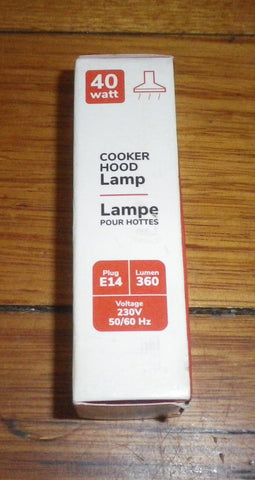 40
watt
COOKER
HOOD
Lamp
Lampe
POUR HOTTES
Plug
E14
Lumen
360
Voltage
230V
50/60 Hz